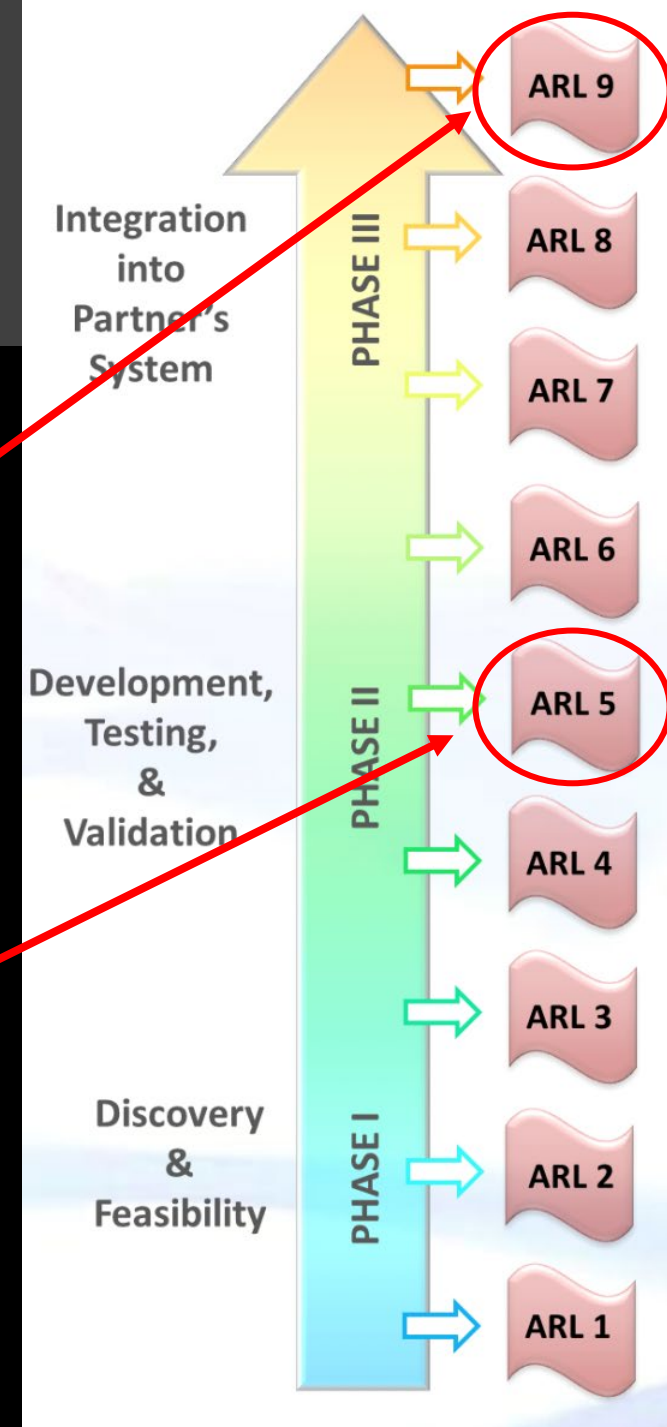 ARL 9
Integration
into
Partner's
System
PHASE III
ARL 8
ARL 7
ARL 6
Development,
Testing,
&
Validation
PHASE II
ARL 5
ARL 4
ARL 3
Discovery
&
Feasibility
PHASE I
ARL 2
ARL 1